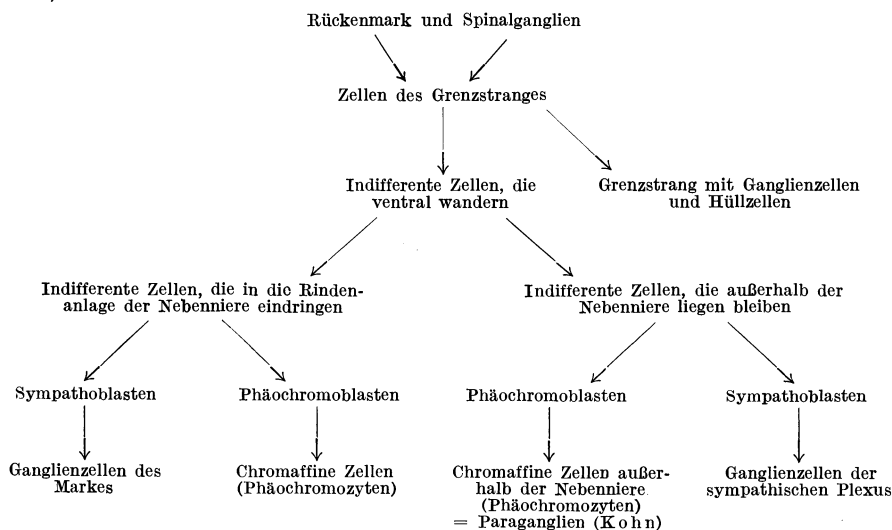 Rückenmark und Spinalganglien
Zellen des Grenzstranges
Indifferente Zellen, die
ventral wandern
Grenzstrang mit Ganglienzellen
und Hüllzellen
Indifferente Zellen, die in die Rinden-
anlage der Nebenniere eindringen
Indifferente Zellen, die außerhalb der
Nebenniere liegen bleiben
Sympathoblasten
Phäochromoblasten
Phäochromoblasten
Sympathoblasten
Ganglienzellen des
Markes
Chromaffine Zellen
(Phäochromozyten)
Chromaffine Zellen außer-
halb der Nebenniere
(Phäochromozyten)
= Paraganglien (Kohn)
Ganglienzellen der
sympathischen Plexus